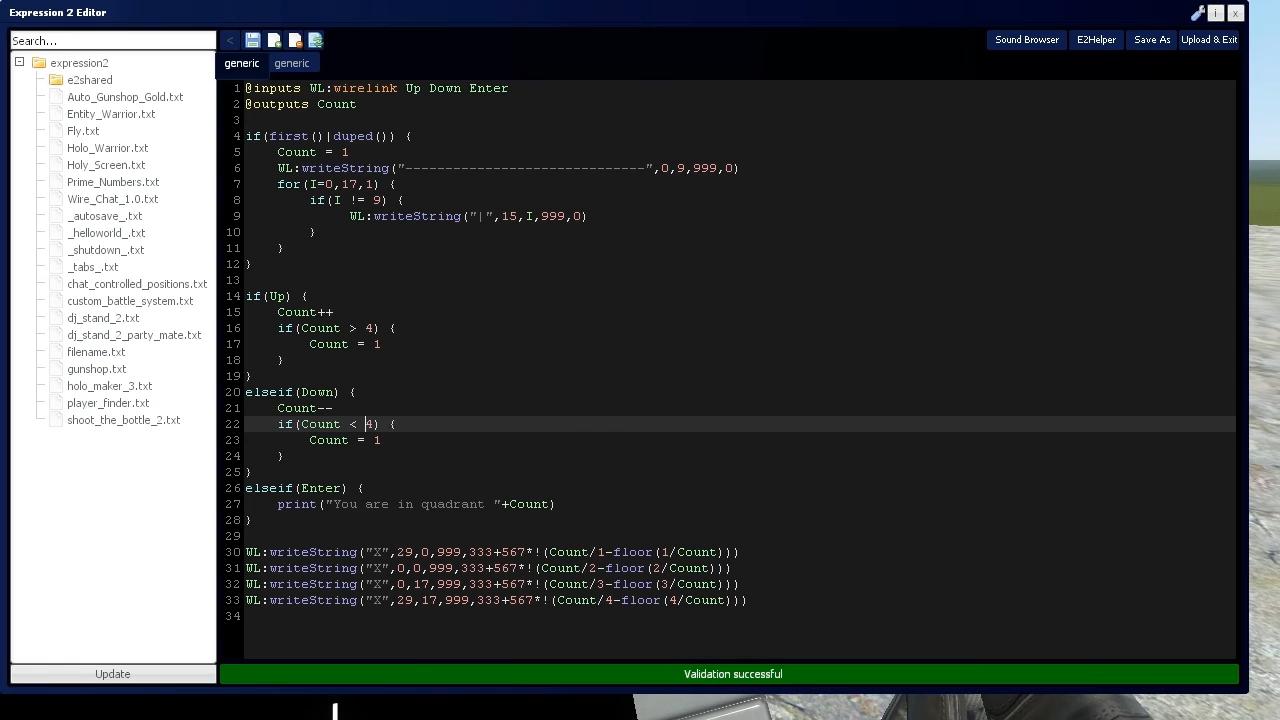 Expression 2 Editor
i
x
Search...
<
Sound Browser
E2Helper
Save As
Upload & Exit
expression2
e2shared
Auto_Gunshop_Gold.txt
Entity_Warrior.txt
Fly.txt
Holo_Warrior.txt
Holy_Screen.txt
Prime_Numbers.txt
Wire_Chat_1.0.txt
_autosave_.txt
_helloworld_.txt
_shutdown_.txt
_tabs_.txt
chat_controlled_positions.txt
custom_battle_system.txt
dj_stand_2.txt
dj_stand_2_party_mate.txt
filename.txt
gunshop.txt
holo_maker_3.txt
player_finder.txt
shoot_the_bottle_2.txt
Update
generic
generic
1 @inputs WL:wirelink Up Down Enter
2 @outputs Count
3
4 if(first()|duped()) {
5 Count = 1
6 WL:writeString("------------------------------",0,9,999,0)
7 for(I=0,17,1) {
8 if(I != 9) {
9 WL:writeString("|",15,I,999,0)
10 }
11 }
12 }
13
14 if(Up)
15 Count++
16 if(Count > 4) {
17 Count = 1
18 }
19 }
20 elseif(Down) {
21 Count--
22 if(Count < ) {
23 Count = 1
24 }
25 }
26 elseif(Enter) {
27 print("You are in quadrant "+Count)
28 }
29
30 WL:writeString("X",29,0,999,333+567*!(Count/1-floor(1/Count)))
31 WL:writeString("X",0,0,999,333+567*!(Count/2-floor(2/Count)))
32 WL:writeString("X",0,17,999,333+567*!(Count/3-floor(3/Count)))
33 WL:writeString("X",29,17,999,333+567*!(Count/4-floor(4/Count)))
34
Validation successful